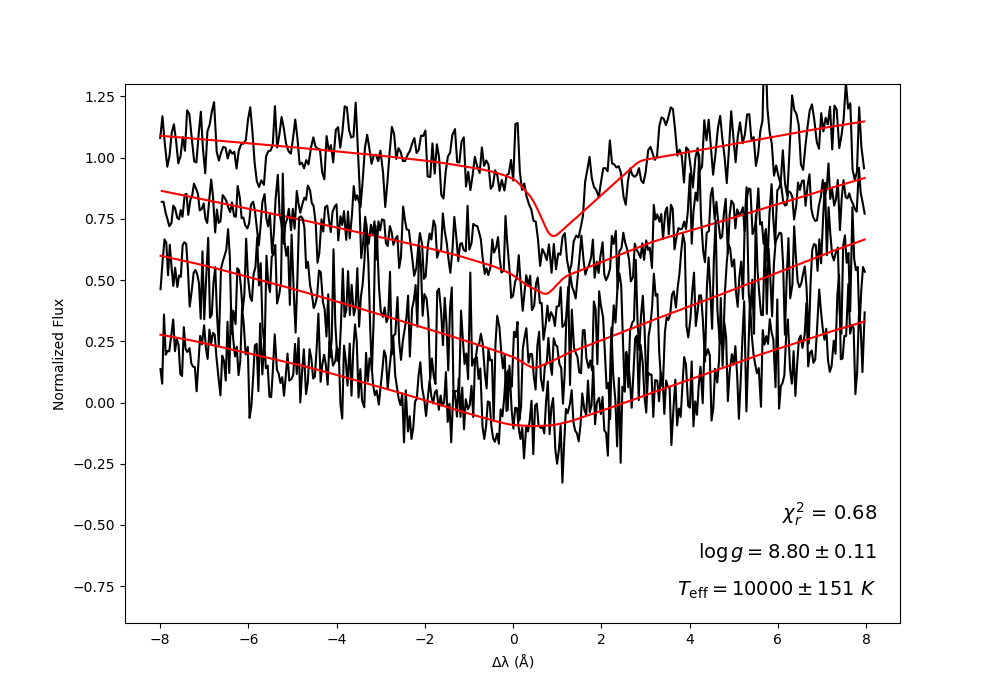 1.25
1.00
0.75
0.50
0.25
0.00
−0.25
−0.50
−0.75
Normalized Flux
χ²ᵣ = 0.68
log g = 8.80 ± 0.11
T_eff = 10000 ± 151 K
−8 −6 −4 −2 0 2 4 6 8
Δλ (Å)